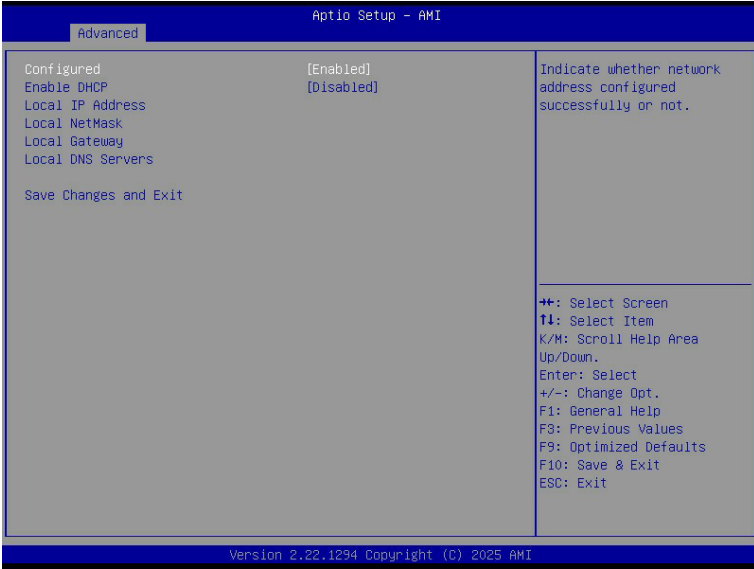 Aptio Setup – AMI
Advanced
Configured [Enabled]
Enable DHCP [Disabled]
Local IP Address
Local NetMask
Local Gateway
Local DNS Servers
Save Changes and Exit
Indicate whether network
address configured
successfully or not.
→←: Select Screen
↑↓: Select Item
K/M: Scroll Help Area
Up/Down.
Enter: Select
+/-: Change Opt.
F1: General Help
F3: Previous Values
F9: Optimized Defaults
F10: Save & Exit
ESC: Exit
Version 2.22.1294 Copyright (C) 2025 AMI